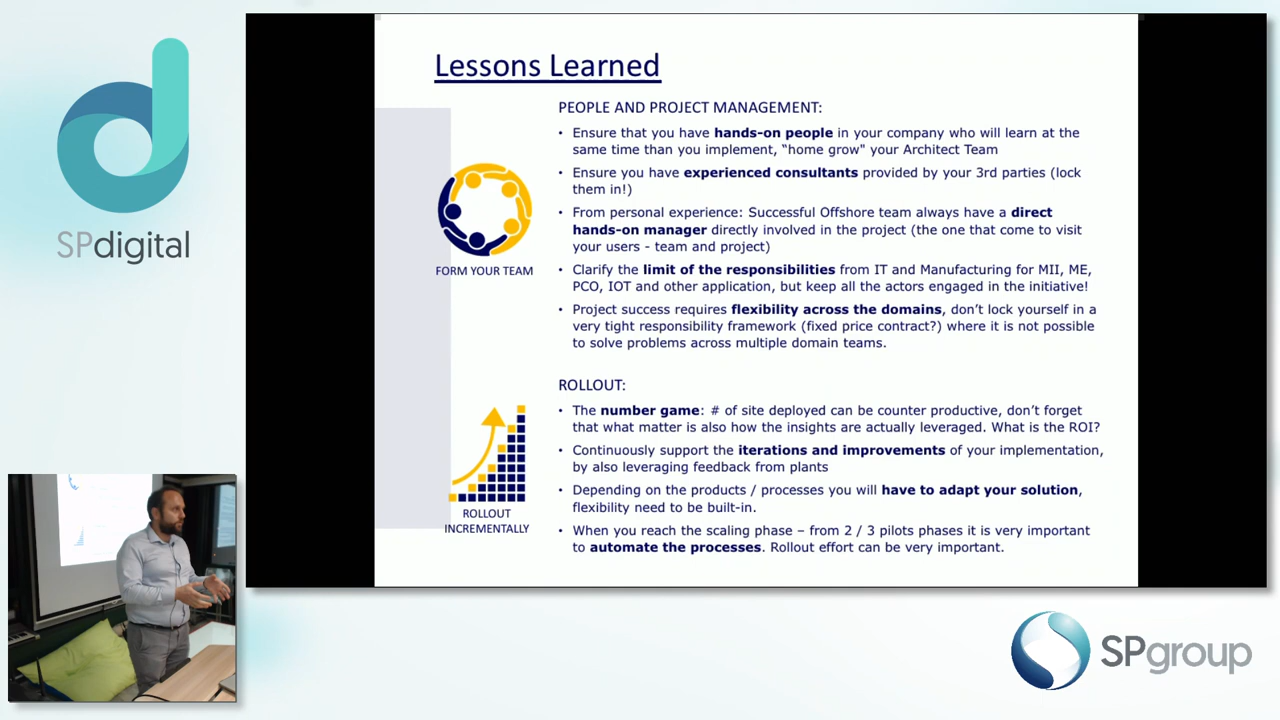 SPdigital
Lessons Learned
PEOPLE AND PROJECT MANAGEMENT:
• Ensure that you have hands-on people in your company who will learn at the
same time than you implement, “home grow" your Architect Team
• Ensure you have experienced consultants provided by your 3rd parties (lock
them in!)
• From personal experience: Successful Offshore team always have a direct
hands-on manager directly involved in the project (the one that come to visit
your users - team and project)
• Clarify the limit of the responsibilities from IT and Manufacturing for MII, ME,
PCO, IOT and other application, but keep all the actors engaged in the initiative!
• Project success requires flexibility across the domains, don’t lock yourself in a
very tight responsibility framework (fixed price contract?) where it is not possible
to solve problems across multiple domain teams.
FORM YOUR TEAM
ROLLOUT:
• The number game: # of site deployed can be counter productive, don’t forget
that what matter is also how the insights are actually leveraged. What is the ROI?
• Continuously support the iterations and improvements of your implementation,
by also leveraging feedback from plants
• Depending on the products / processes you will have to adapt your solution,
flexibility need to be built-in.
• When you reach the scaling phase – from 2 / 3 pilots phases it is very important
to automate the processes. Rollout effort can be very important.
ROLLOUT
INCREMENTALLY
SPgroup